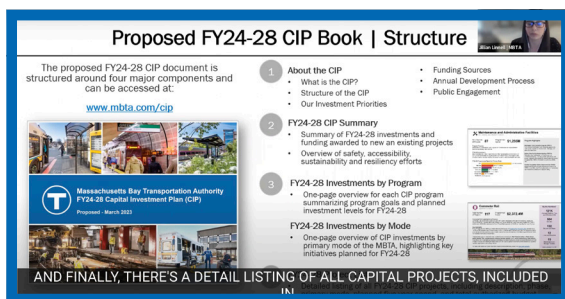 Proposed FY24-28 CIP Book | Structure
Jillian Linnell | MBTA
The proposed FY24-28 CIP document is
structured around four major components and
can be accessed at:
www.mbta.com/cip
Massachusetts Bay Transportation Authority
FY24-28 Capital Investment Plan (CIP)
Proposed - March 2023
1
About the CIP
• What is the CIP?
• Structure of the CIP
• Our Investment Priorities
• Funding Sources
• Annual Development Process
• Public Engagement
2
FY24-28 CIP Summary
• Summary of FY24-28 investments and
funding awarded to new an existing projects
• Overview of safety, accessibility,
sustainability and resiliency efforts
3
FY24-28 Investments by Program
• One-page overview for each CIP program
summarizing program goals and planned
investment levels for FY24-28
FY24-28 Investments by Mode
• One-page overview of CIP investments by
primary mode of the MBTA, highlighting key
initiatives planned for FY24-28
Maintenance and Administrative Facilities
Commuter Rail
AND FINALLY, THERE'S A DETAIL LISTING OF ALL CAPITAL PROJECTS, INCLUDED
IN